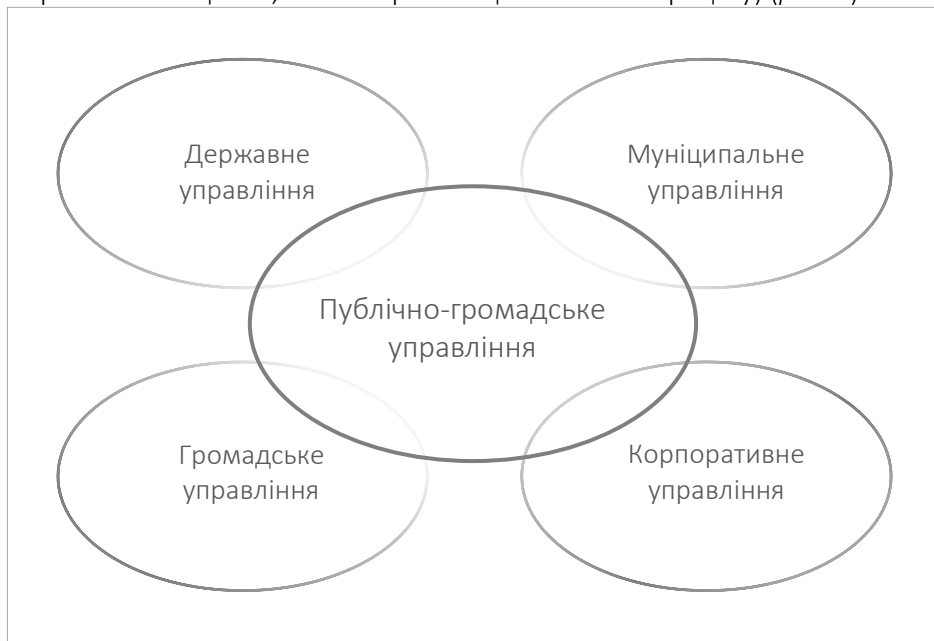 Державне
управління
Муніципальне
управління
Публічно-громадське
управління
Громадське
управління
Корпоративне
управління